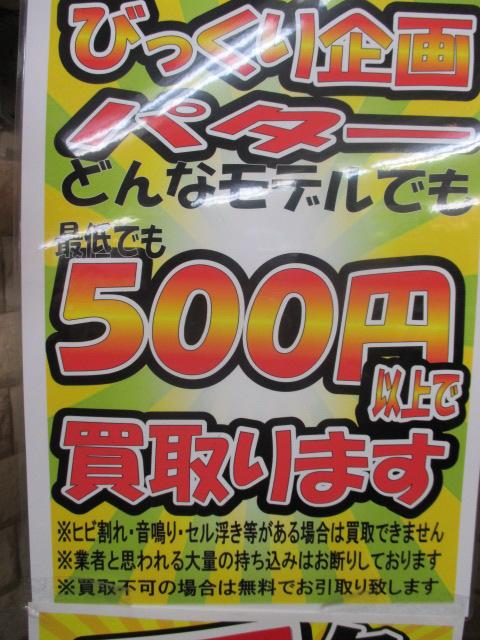 びっくり企画
パター
どんなモデルでも
最低でも
500円
以上で
買取ります
※ヒビ割れ・音鳴り・セル浮き等がある場合は買取できません
※業者と思われる大量の持ち込みはお断りしております
※買取不可の場合は無料でお引取り致します